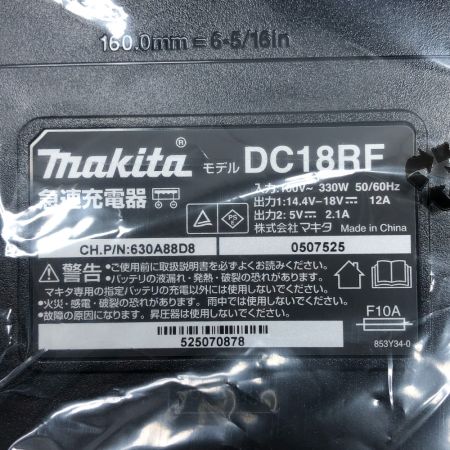 160.0mm = 6-5/16in
makita® モデル DC18RF
急速充電器
入力:100V~ 330W 50/60Hz
出力1:14.4V-18V⎓ 12A
出力2:5V⎓ 2.1A
株式会社 マキタ Made in China
PS E
CH.P/N:630A88D8 0507525
⚠警告 •ご使用前に取扱説明書を必ずよくお読みください。
•バッテリの液漏れ・発熱・破裂の恐れがあります。
マキタ専用の指定バッテリの充電以外には使用しないでください。
•火災・感電・破裂の恐れがあります。雨中では使用しないでください。
•故障の原因になります。昇圧器は使用しないでください。
F10A
853Y34-0
525070878